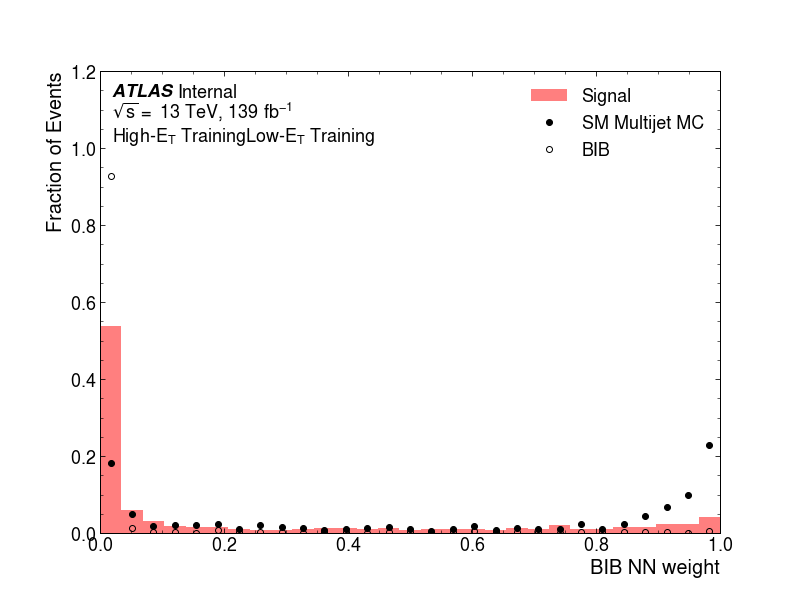 ATLAS Internal
√s = 13 TeV, 139 fb⁻¹
High-E_T TrainingLow-E_T Training
Signal
SM Multijet MC
BIB
Fraction of Events
1.2
1.0
0.8
0.6
0.4
0.2
0.0
0.0 0.2 0.4 0.6 0.8 1.0
BIB NN weight